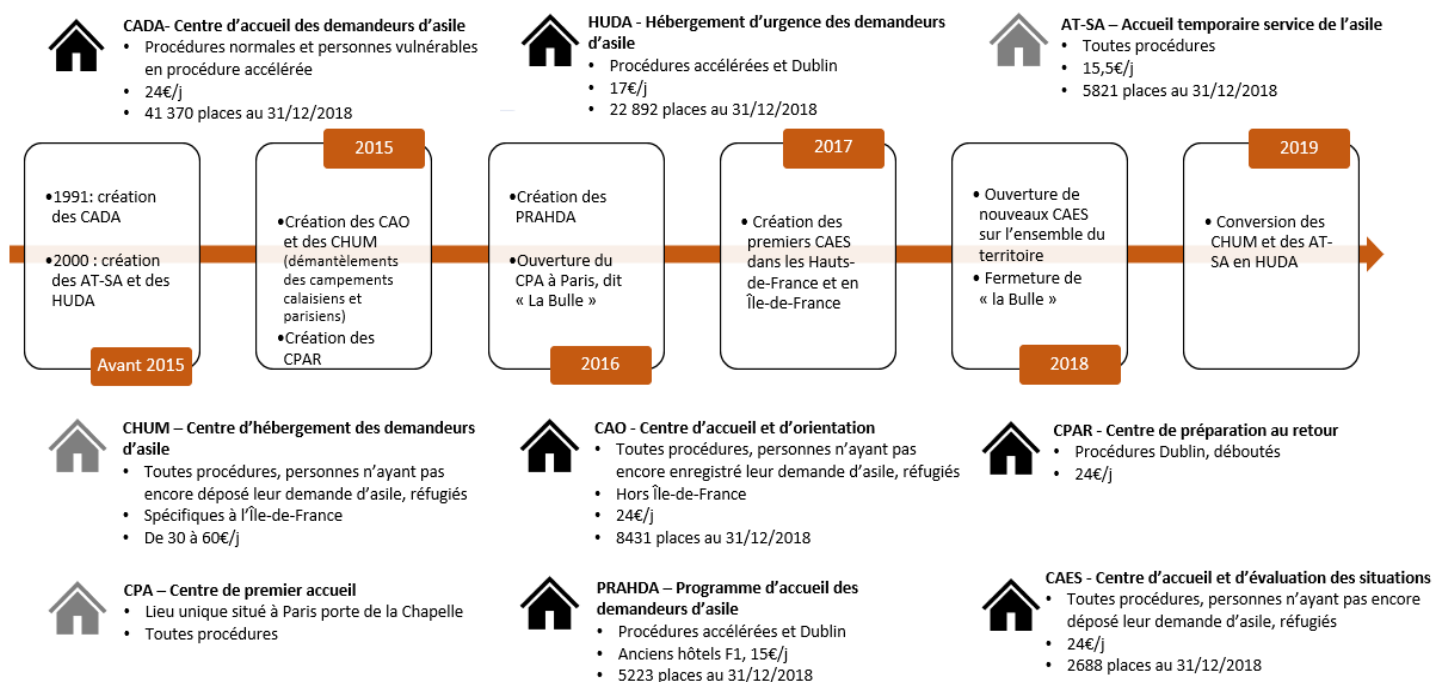 CADA- Centre d'accueil des demandeurs d'asile
• Procédures normales et personnes vulnérables
en procédure accélérée
• 24€/j
• 41 370 places au 31/12/2018
HUDA - Hébergement d'urgence des demandeurs
d'asile
• Procédures accélérées et Dublin
• 17€/j
• 22 892 places au 31/12/2018
AT-SA – Accueil temporaire service de l'asile
• Toutes procédures
• 15,5€/j
• 5821 places au 31/12/2018
•1991: création
des CADA
•2000 : création
des AT-SA et des
HUDA
Avant 2015
2015
•Création des CAO
et des CHUM
(démantèlements
des campements
calaisiens et
parisiens)
•Création des
CPAR
•Création des
PRAHDA
•Ouverture du
CPA à Paris, dit
« La Bulle »
2016
2017
• Création des
premiers CAES
dans les Hauts-
de-France et en
Île-de-France
• Ouverture de
nouveaux CAES
sur l'ensemble du
territoire
• Fermeture de
« la Bulle »
2018
2019
• Conversion des
CHUM et des AT-
SA en HUDA
CHUM – Centre d'hébergement des demandeurs
d'asile
• Toutes procédures, personnes n'ayant pas
encore déposé leur demande d'asile, réfugiés
• Spécifiques à l'Île-de-France
• De 30 à 60€/j
CAO - Centre d'accueil et d'orientation
• Toutes procédures, personnes n'ayant pas
encore enregistré leur demande d'asile, réfugiés
• Hors Île-de-France
• 24€/j
• 8431 places au 31/12/2018
CPAR - Centre de préparation au retour
• Procédures Dublin, déboutés
• 24€/j
CPA – Centre de premier accueil
• Lieu unique situé à Paris porte de la Chapelle
• Toutes procédures
PRAHDA – Programme d'accueil des
demandeurs d'asile
• Procédures accélérées et Dublin
• Anciens hôtels F1, 15€/j
• 5223 places au 31/12/2018
CAES - Centre d'accueil et d'évaluation des situations
• Toutes procédures, personnes n'ayant pas encore
déposé leur demande d'asile, réfugiés
• 24€/j
• 2688 places au 31/12/2018